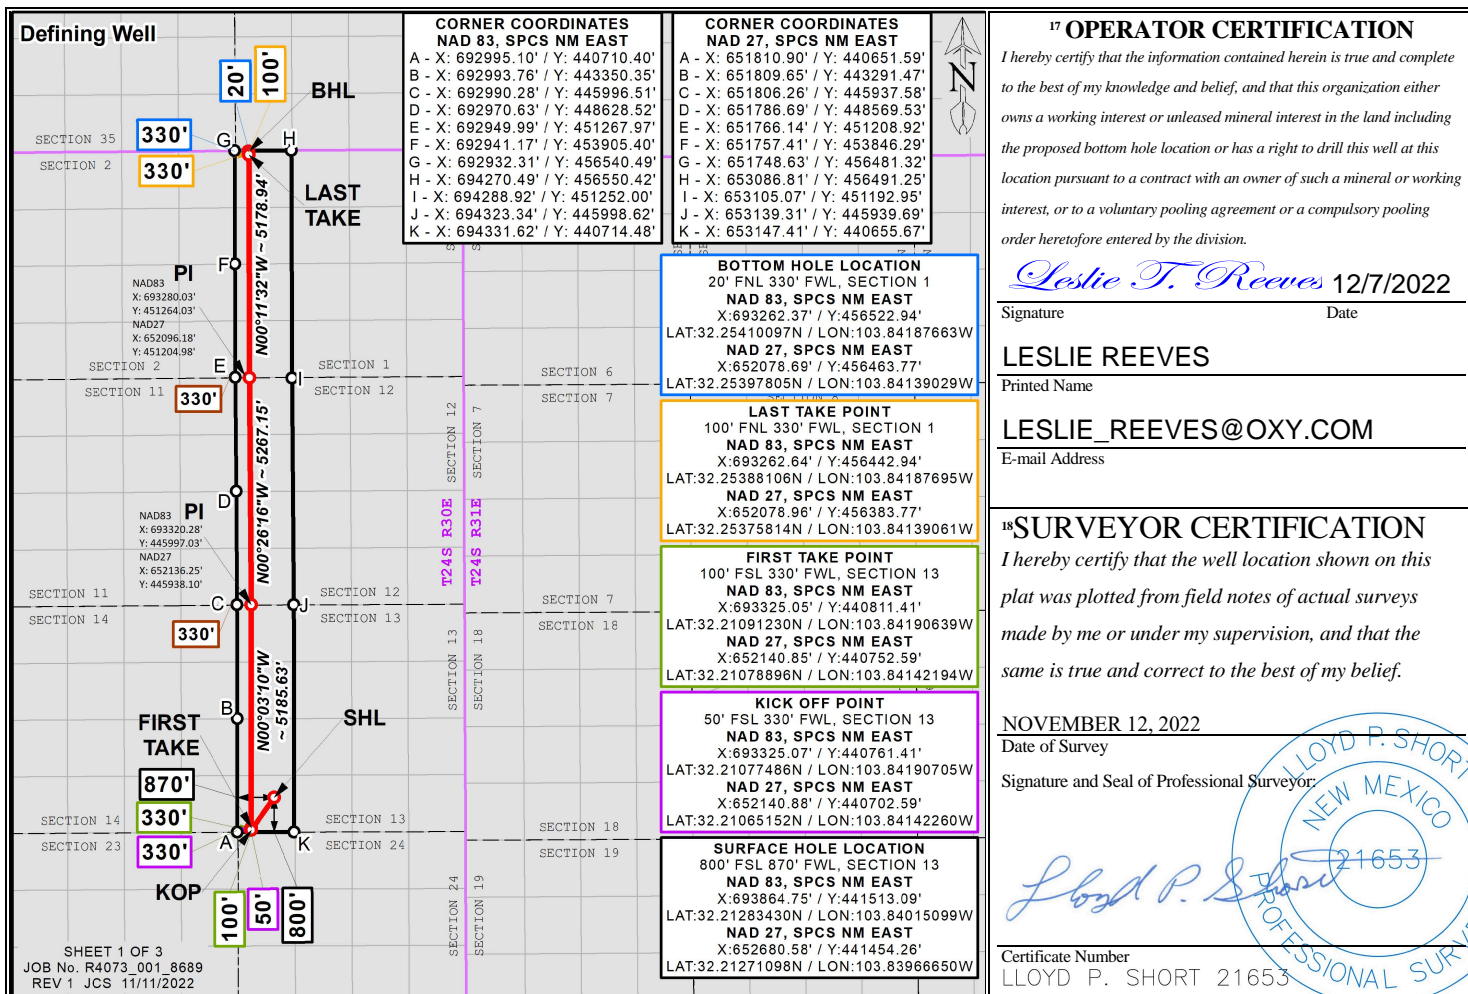 Defining Well
20'
100'
BHL
330'
SECTION 35
SECTION 2
330'
G
H
LAST
TAKE
N00°11'32"W ~ 5178.94'
F
PI
NAD83
X: 693280.03'
Y: 451264.03'
NAD27
X: 652096.18'
Y: 451204.98'
E
I
SECTION 2
SECTION 1
SECTION 11
SECTION 12
330'
SECTION 6
SECTION 7
SECTION 12
SECTION 7
T24S R30E
T24S R31E
N00°26'16"W ~ 5267.15'
D
PI
NAD83
X: 693320.28'
Y: 445997.03'
NAD27
X: 652136.25'
Y: 445938.10'
SECTION 11
SECTION 12
C
J
SECTION 14
SECTION 13
330'
SECTION 7
SECTION 18
SECTION 13
SECTION 18
N00°03'10"W
~ 5185.63'
B
FIRST
TAKE
SHL
870'
330'
330'
SECTION 14
SECTION 13
SECTION 23
SECTION 24
A
K
KOP
SECTION 18
SECTION 19
SECTION 24
SECTION 19
100'
50'
800'
SHEET 1 OF 3
JOB No. R4073_001_8689
REV 1 JCS 11/11/2022
CORNER COORDINATES
NAD 83, SPCS NM EAST
A - X: 692995.10' / Y: 440710.40'
B - X: 692993.76' / Y: 443350.35'
C - X: 692990.28' / Y: 445996.51'
D - X: 692970.63' / Y: 448628.52'
E - X: 692949.99' / Y: 451267.97'
F - X: 692941.17' / Y: 453905.40'
G - X: 692932.31' / Y: 456540.49'
H - X: 694270.49' / Y: 456550.42'
I - X: 694288.92' / Y: 451252.00'
J - X: 694323.34' / Y: 445998.62'
K - X: 694331.62' / Y: 440714.48'
CORNER COORDINATES
NAD 27, SPCS NM EAST
A - X: 651810.90' / Y: 440651.59'
B - X: 651809.65' / Y: 443291.47'
C - X: 651806.26' / Y: 445937.58'
D - X: 651786.69' / Y: 448569.53'
E - X: 651766.14' / Y: 451208.92'
F - X: 651757.41' / Y: 453846.29'
G - X: 651748.63' / Y: 456481.32'
H - X: 653086.81' / Y: 456491.25'
I - X: 653105.07' / Y: 451192.95'
J - X: 653139.31' / Y: 445939.69'
K - X: 653147.41' / Y: 440655.67'
N
BOTTOM HOLE LOCATION
20' FNL 330' FWL, SECTION 1
NAD 83, SPCS NM EAST
X:693262.37' / Y:456522.94'
LAT:32.25410097N / LON:103.84187663W
NAD 27, SPCS NM EAST
X:652078.69' / Y:456463.77'
LAT:32.25397805N / LON:103.84139029W
LAST TAKE POINT
100' FNL 330' FWL, SECTION 1
NAD 83, SPCS NM EAST
X:693262.64' / Y:456442.94'
LAT:32.25388106N / LON:103.84187695W
NAD 27, SPCS NM EAST
X:652078.96' / Y:456383.77'
LAT:32.25375814N / LON:103.84139061W
FIRST TAKE POINT
100' FSL 330' FWL, SECTION 13
NAD 83, SPCS NM EAST
X:693325.05' / Y:440811.41'
LAT:32.21091230N / LON:103.84190639W
NAD 27, SPCS NM EAST
X:652140.85' / Y:440752.59'
LAT:32.21078896N / LON:103.84142194W
KICK OFF POINT
50' FSL 330' FWL, SECTION 13
NAD 83, SPCS NM EAST
X:693325.07' / Y:440761.41'
LAT:32.21077486N / LON:103.84190705W
NAD 27, SPCS NM EAST
X:652140.88' / Y:440702.59'
LAT:32.21065152N / LON:103.84142260W
SURFACE HOLE LOCATION
800' FSL 870' FWL, SECTION 13
NAD 83, SPCS NM EAST
X:693864.75' / Y:441513.09'
LAT:32.21283430N / LON:103.84015099W
NAD 27, SPCS NM EAST
X:652680.58' / Y:441454.26'
LAT:32.21271098N / LON:103.83966650W
17 OPERATOR CERTIFICATION
I hereby certify that the information contained herein is true and complete
to the best of my knowledge and belief, and that this organization either
owns a working interest or unleased mineral interest in the land including
the proposed bottom hole location or has a right to drill this well at this
location pursuant to a contract with an owner of such a mineral or working
interest, or to a voluntary pooling agreement or a compulsory pooling
order heretofore entered by the division.
Leslie T. Reeves 12/7/2022
Signature Date
LESLIE REEVES
Printed Name
LESLIE_REEVES@OXY.COM
E-mail Address
18SURVEYOR CERTIFICATION
I hereby certify that the well location shown on this
plat was plotted from field notes of actual surveys
made by me or under my supervision, and that the
same is true and correct to the best of my belief.
NOVEMBER 12, 2022
Date of Survey
Signature and Seal of Professional Surveyor:
Lloyd P. Short
LLOYD P. SHORT
NEW MEXICO
21653
PROFESSIONAL SURVE
Certificate Number
LLOYD P. SHORT 21653